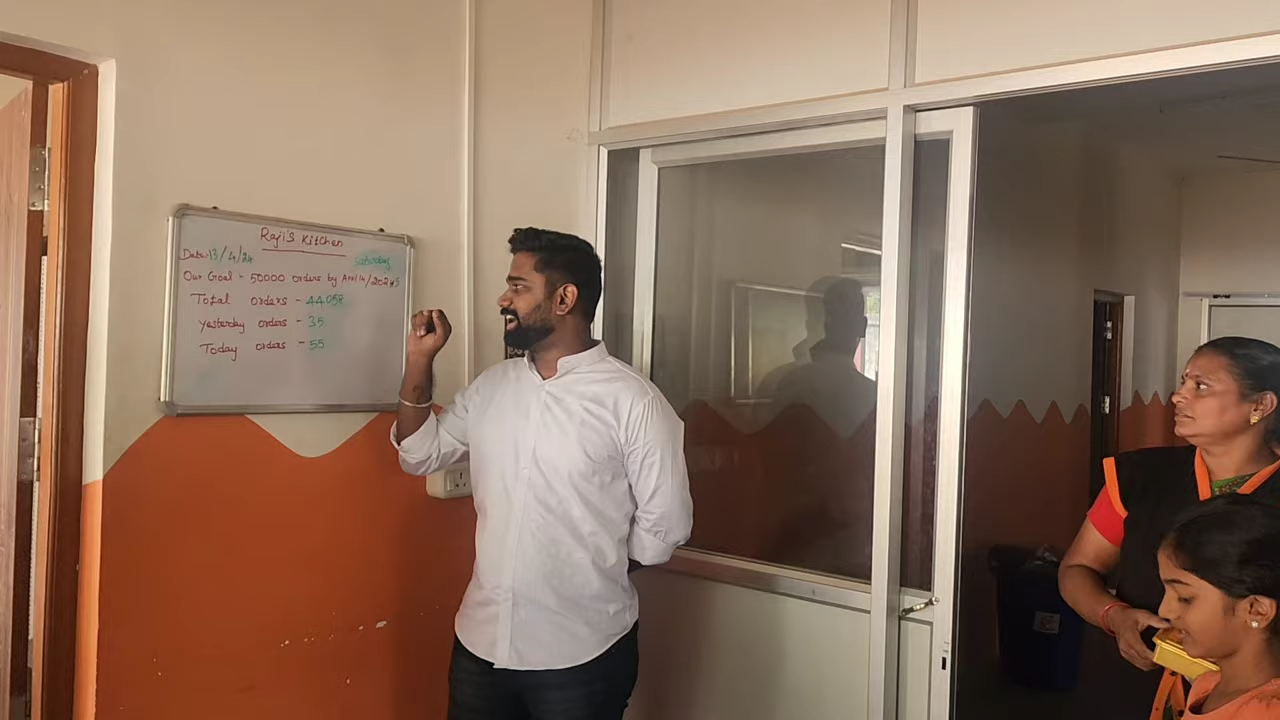 Raji's Kitchen
Date: 13/4/24 Saturday
Our Goal - 50000 orders by April/2025
Total orders - 44058
Yesterday orders - 35
Today orders - 55